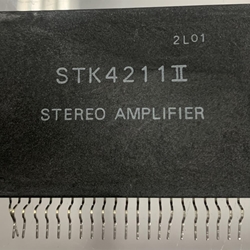 2L01
STK4211Ⅱ
STEREO AMPLIFIER